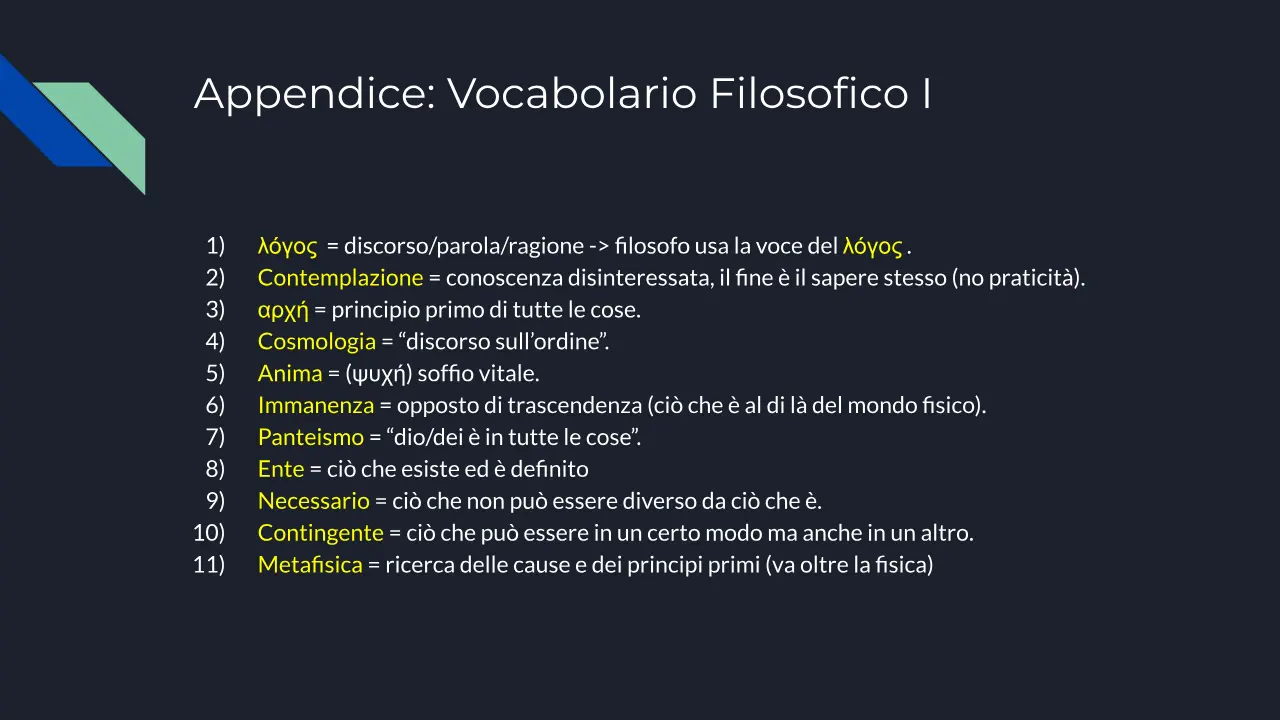 Appendice: Vocabolario Filosofico I
1) λόγος = discorso/parola/ragione -> filosofo usa la voce del λόγος .
2) Contemplazione = conoscenza disinteressata, il fine è il sapere stesso (no praticità).
3) αρχή = principio primo di tutte le cose.
4) Cosmologia = “discorso sull’ordine”.
5) Anima = (ψυχή) soffio vitale.
6) Immanenza = opposto di trascendenza (ciò che è al di là del mondo fisico).
7) Panteismo = “dio/dei è in tutte le cose”.
8) Ente = ciò che esiste ed è definito
9) Necessario = ciò che non può essere diverso da ciò che è.
10) Contingente = ciò che può essere in un certo modo ma anche in un altro.
11) Metafisica = ricerca delle cause e dei principi primi (va oltre la fisica)